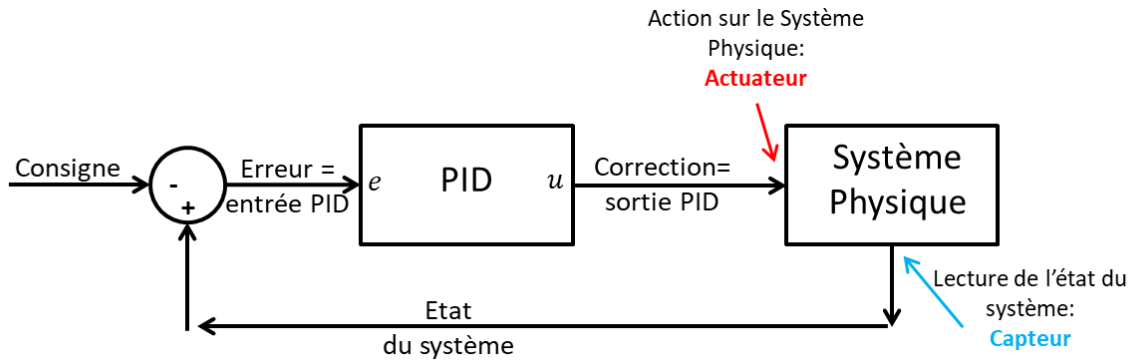 Action sur le Système
Physique:
Actuateur
Consigne
-
+
Erreur =
entrée PID
e
PID
u
Correction=
sortie PID
Système
Physique
Lecture de l'état du
système:
Capteur
Etat
du système